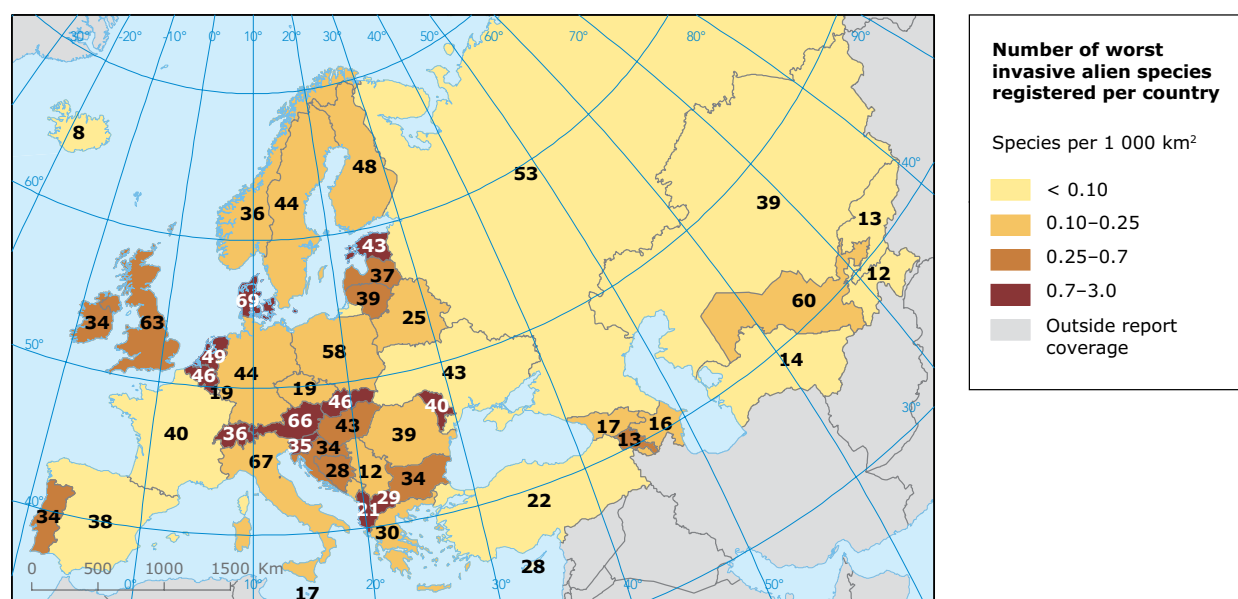 -30° -20° -10° 0° 10° 20° 30° 40° 50° 60° 70° 80° 90°
8
60°
48
53
36 44 39
40°
13
43
12
37
69 39 60
34 63 25
50°
49 58 14
46 44 43
19 19
46 40
66 43 17 16
36 39 13
40 35 34
30°
67 28 12 34
29
40° 34 38 21 22
30
0 500 1000 1500 Km
28
0° 10° 17 20° 30° 40° 50°
Number of worst
invasive alien species
registered per country
Species per 1 000 km²
< 0.10
0.10–0.25
0.25–0.7
0.7–3.0
Outside report
coverage